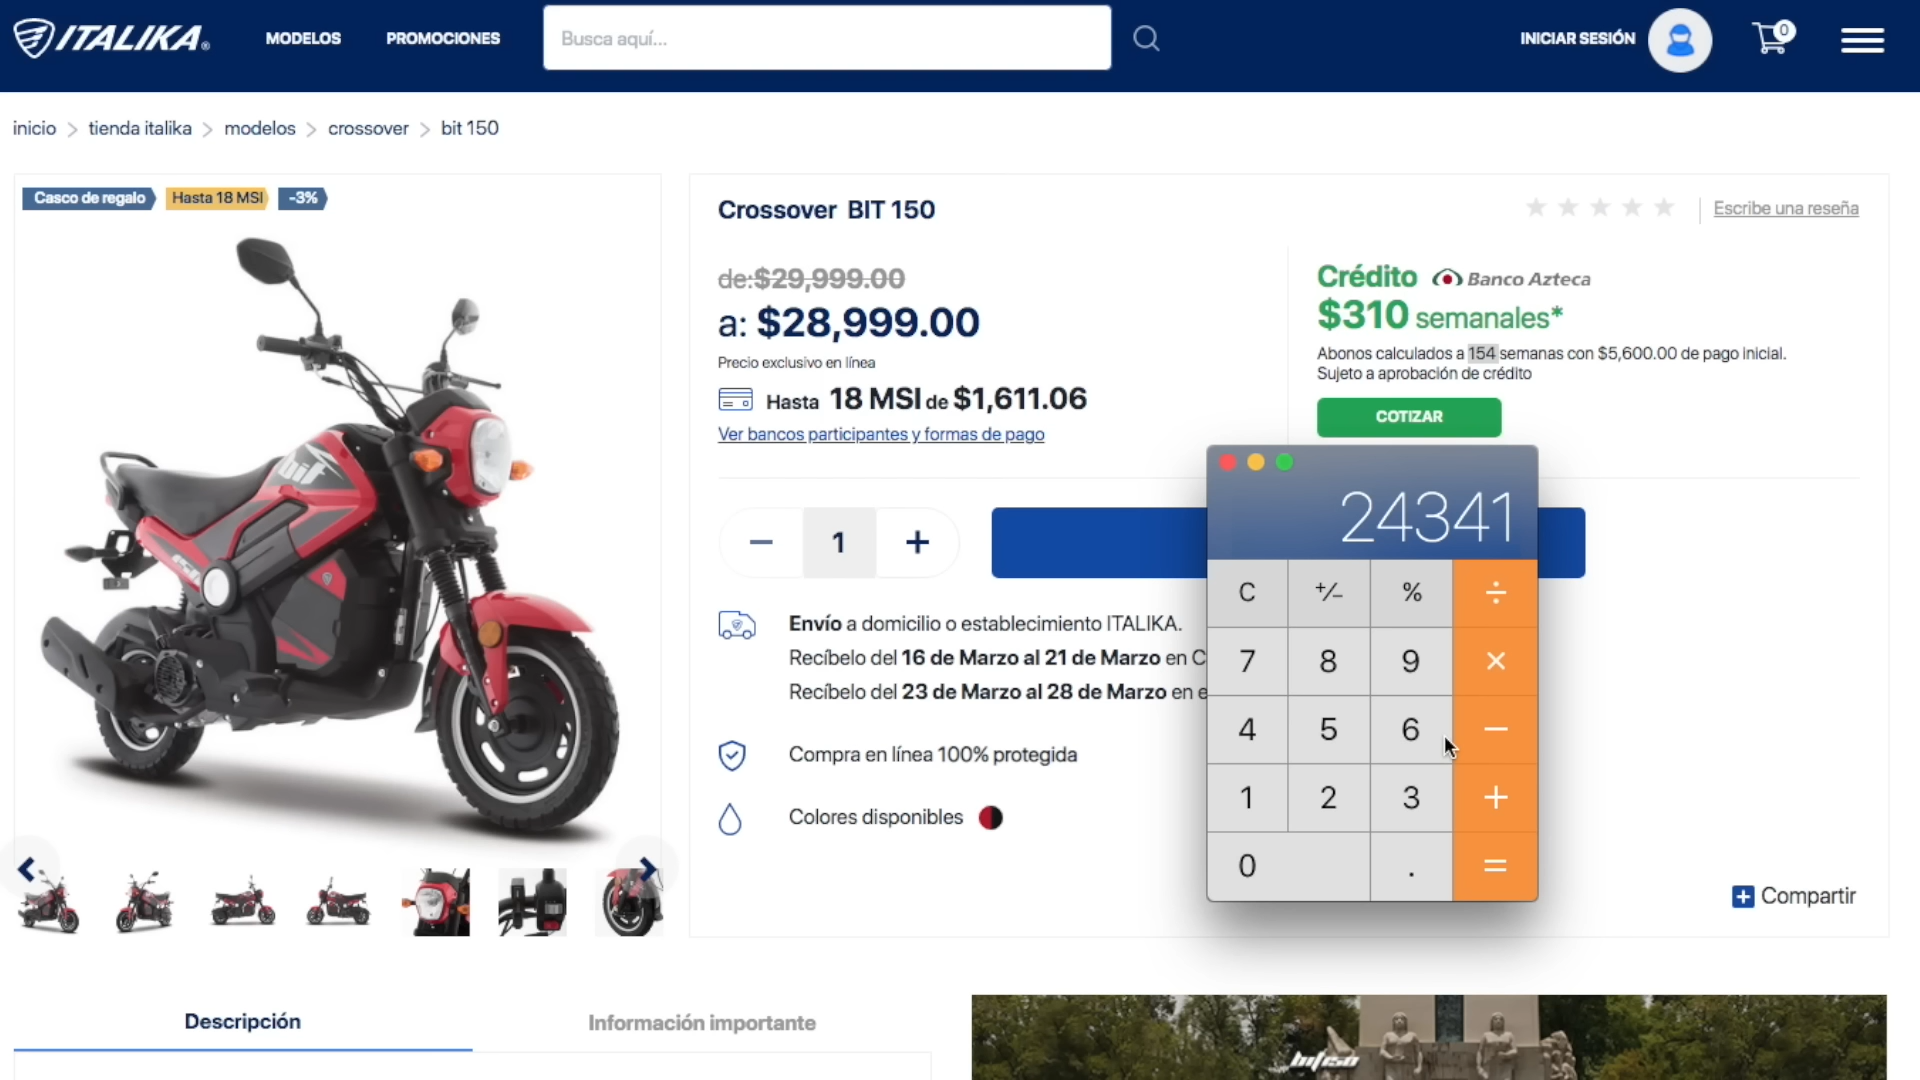 ITALIKA®
MODELOS
PROMOCIONES
Busca aquí...
INICIAR SESIÓN
0
inicio > tienda italika > modelos > crossover > bit 150
Casco de regalo
Hasta 18 MSI
-3%
bit
Crossover BIT 150
Escribe una reseña
de:$29,999.00
a: $28,999.00
Precio exclusivo en línea
Hasta 18 MSI de $1,611.06
Ver bancos participantes y formas de pago
Crédito Banco Azteca
$310 semanales*
Abonos calculados a 154 semanas con $5,600.00 de pago inicial.
Sujeto a aprobación de crédito
COTIZAR
− 1 +
Envío a domicilio o establecimiento ITALIKA.
Recíbelo del 16 de Marzo al 21 de Marzo en C
Recíbelo del 23 de Marzo al 28 de Marzo en e
Compra en línea 100% protegida
Colores disponibles
24341
C +/− % ÷
7 8 9 ×
4 5 6 −
1 2 3 +
0 . =
Compartir
Descripción
Información importante